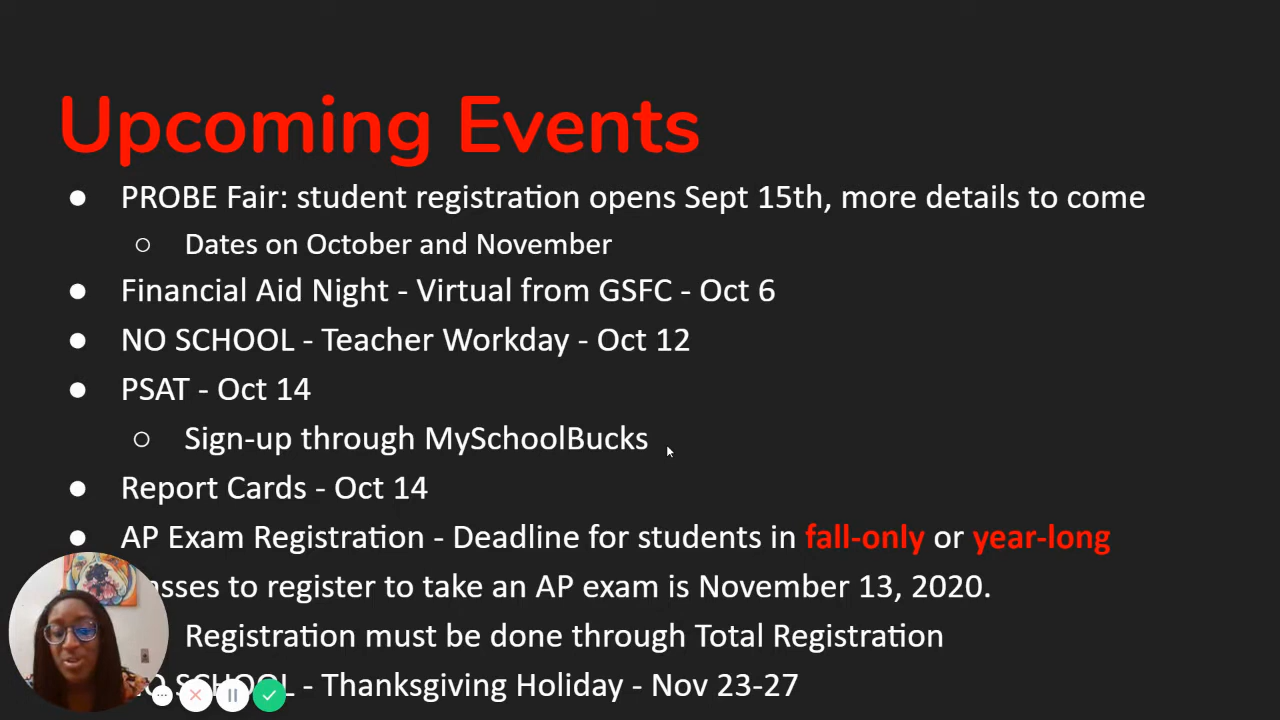 Upcoming Events
● PROBE Fair: student registration opens Sept 15th, more details to come
○ Dates on October and November
● Financial Aid Night - Virtual from GSFC - Oct 6
● NO SCHOOL - Teacher Workday - Oct 12
● PSAT - Oct 14
○ Sign-up through MySchoolBucks
● Report Cards - Oct 14
● AP Exam Registration - Deadline for students in fall-only or year-long
to register to take an AP exam is November 13, 2020.
Registration must be done through Total Registration
SCHOOL - Thanksgiving Holiday - Nov 23-27